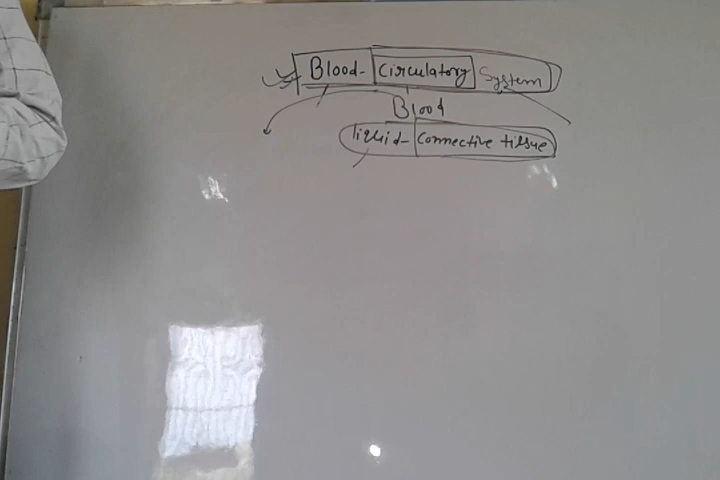 Blood- Circulatory System
Blood
liquid- Connective tissue